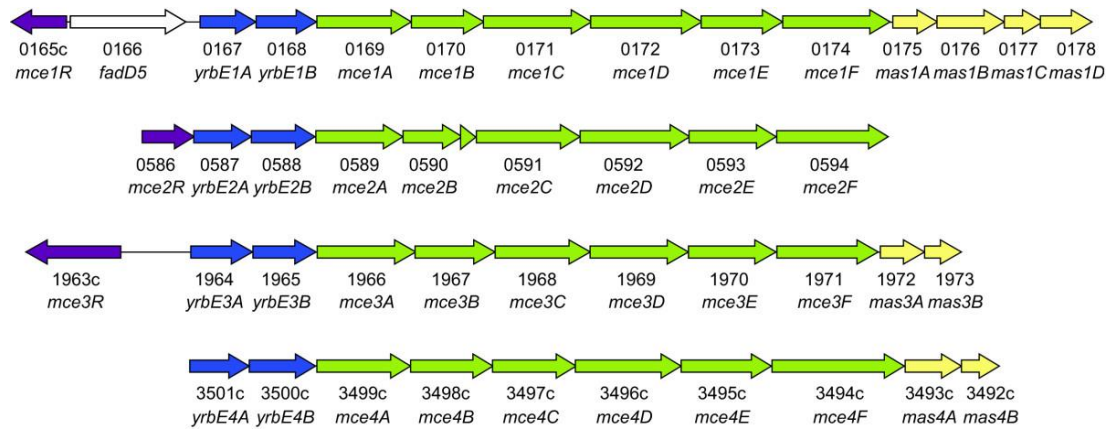 0165c 0166 0167 0168 0169 0170 0171 0172 0173 0174 0175 0176 0177 0178
mce1R fadD5 yrbE1A yrbE1B mce1A mce1B mce1C mce1D mce1E mce1F mas1A mas1B mas1C mas1D
0586 0587 0588 0589 0590 0591 0592 0593 0594
mce2R yrbE2A yrbE2B mce2A mce2B mce2C mce2D mce2E mce2F
1963c 1964 1965 1966 1967 1968 1969 1970 1971 1972 1973
mce3R yrbE3A yrbE3B mce3A mce3B mce3C mce3D mce3E mce3F mas3A mas3B
3501c 3500c 3499c 3498c 3497c 3496c 3495c 3494c 3493c 3492c
yrbE4A yrbE4B mce4A mce4B mce4C mce4D mce4E mce4F mas4A mas4B